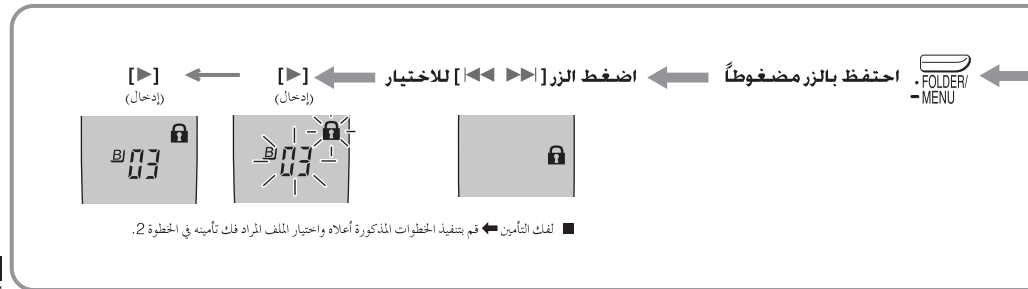 • FOLDER/
– MENU
احتفظ بالزر مضغوطاً
اضغط الزر [⏮ ⏭] للاختيار
[▶]
(إدخال)
[▶]
(إدخال)
B 03
B 03
■ لفك التأمين ⬅ قم بتنفيذ الخطوات المذكورة أعلاه واختيار الملف المراد فك تأمينه في الخطوة 2.